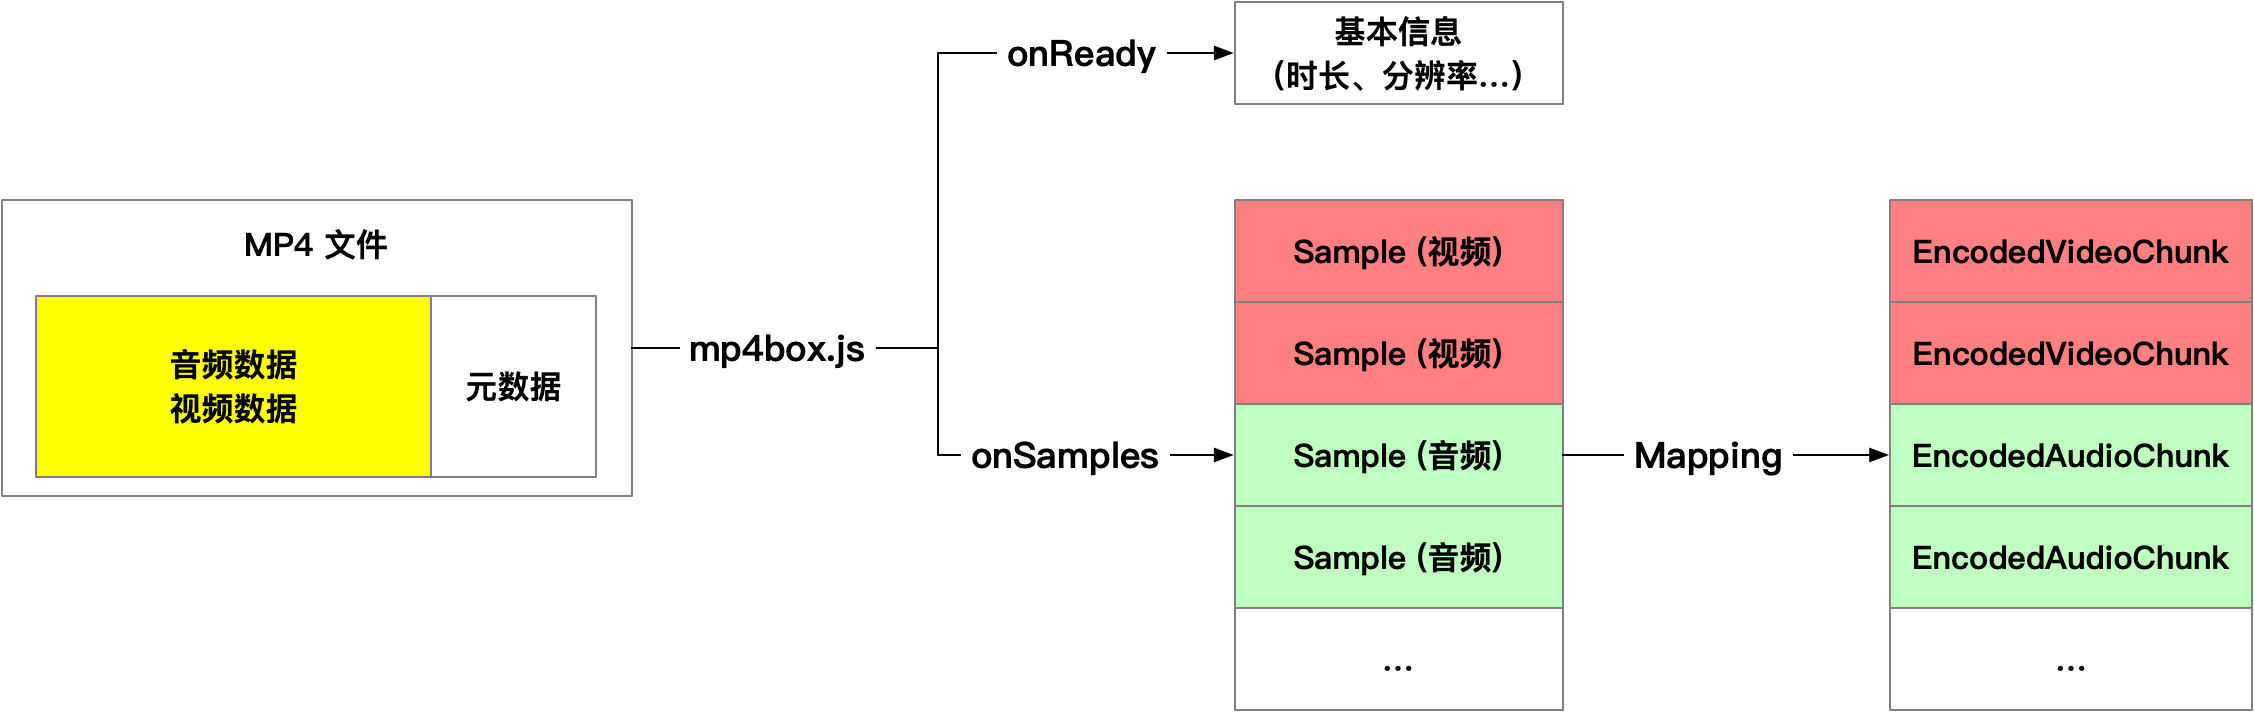 MP4 文件
音频数据
视频数据
元数据
mp4box.js
onReady
基本信息
（时长、分辨率...）
onSamples
Sample (视频)
Sample (视频)
Sample (音频)
Sample (音频)
...
Mapping
EncodedVideoChunk
EncodedVideoChunk
EncodedAudioChunk
EncodedAudioChunk
...